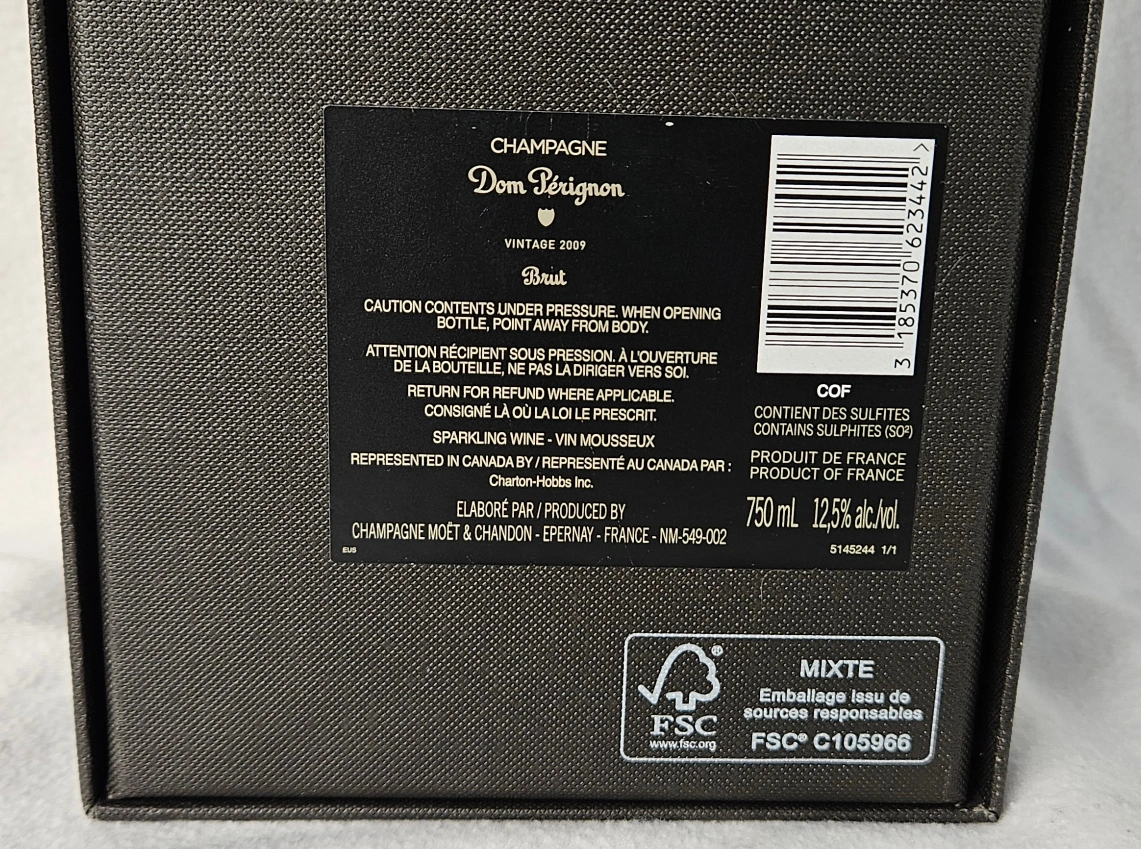 CHAMPAGNE
Dom Pérignon
VINTAGE 2009
Brut
CAUTION CONTENTS UNDER PRESSURE. WHEN OPENING
BOTTLE, POINT AWAY FROM BODY.
ATTENTION RÉCIPIENT SOUS PRESSION. À L'OUVERTURE
DE LA BOUTEILLE, NE PAS LA DIRIGER VERS SOI.
RETURN FOR REFUND WHERE APPLICABLE.
CONSIGNÉ LÀ OÙ LA LOI LE PRESCRIT.
SPARKLING WINE - VIN MOUSSEUX
REPRESENTED IN CANADA BY / REPRESENTÉ AU CANADA PAR :
Charton-Hobbs Inc.
ELABORÉ PAR / PRODUCED BY
CHAMPAGNE MOËT & CHANDON - EPERNAY - FRANCE - NM-549-002
EUS
3 185370 623442 >
COF
CONTIENT DES SULFITES
CONTAINS SULPHITES (SO²)
PRODUIT DE FRANCE
PRODUCT OF FRANCE
750 mL 12,5% alc./vol.
5145244 1/1
®
FSC
www.fsc.org
MIXTE
Emballage issu de
sources responsables
FSC® C105966